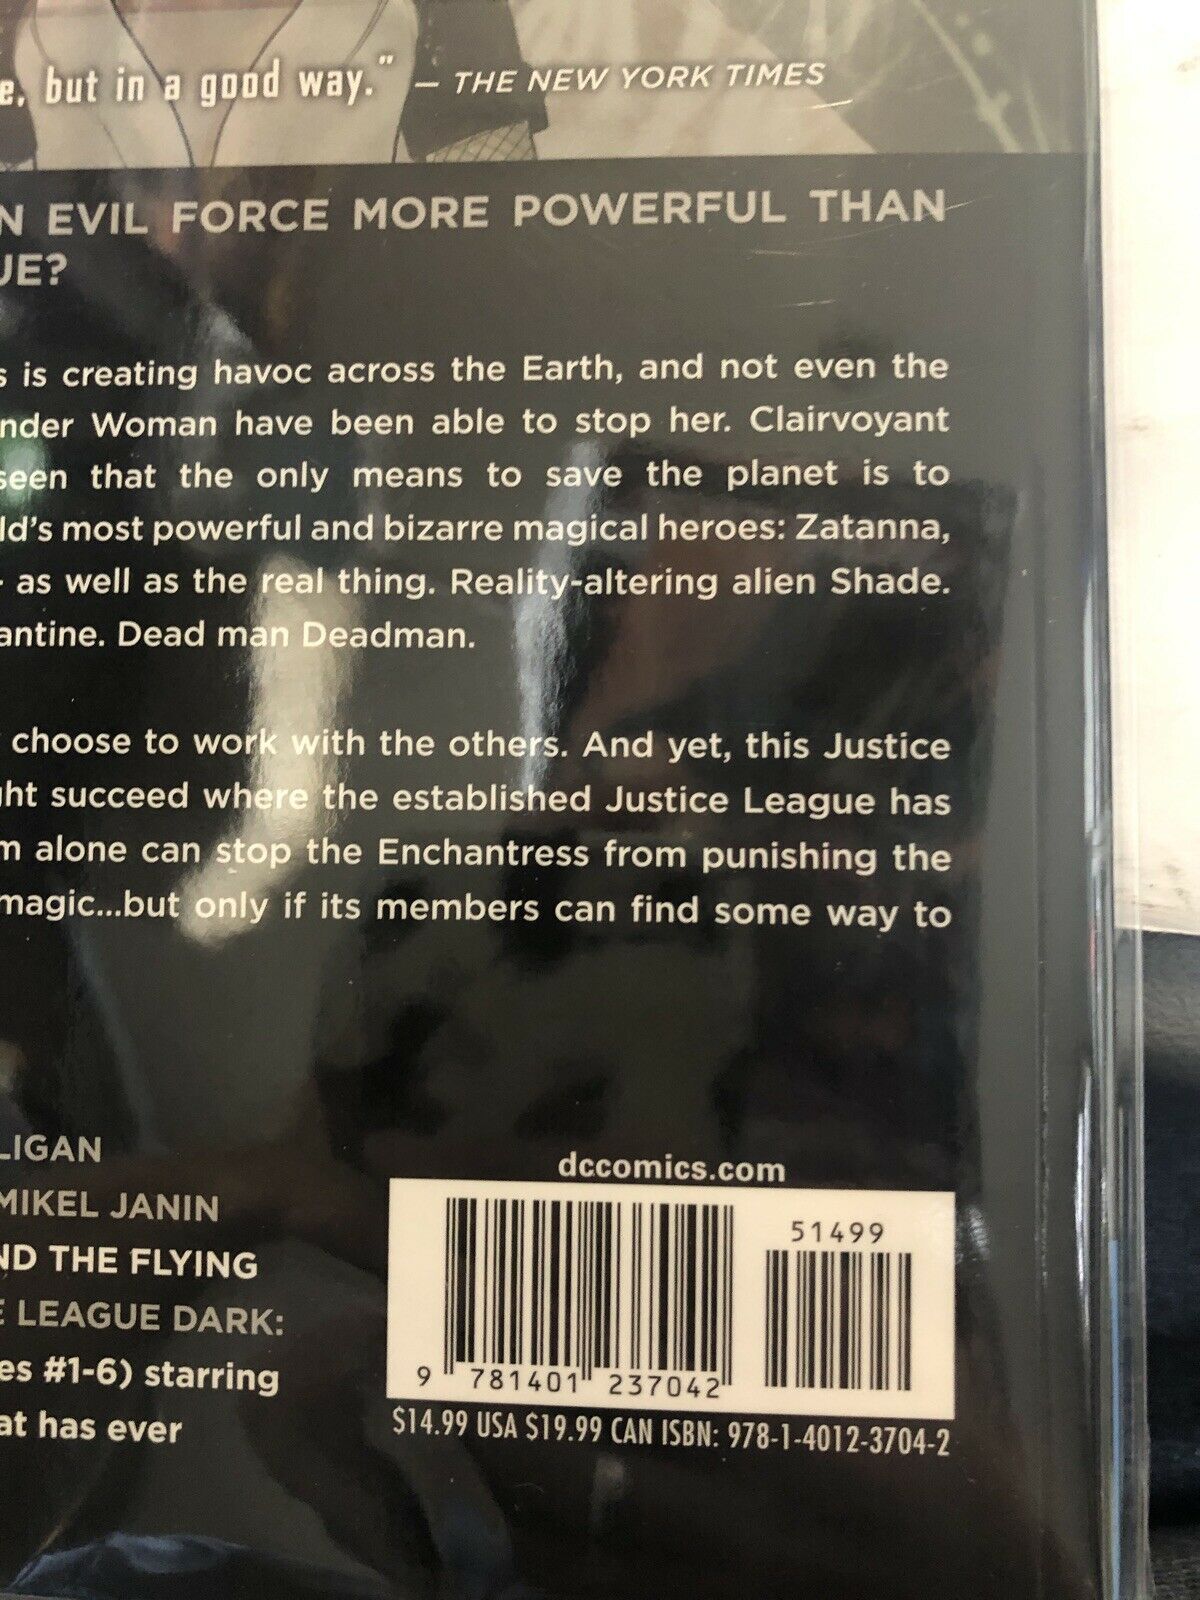 but in a good way." – THE NEW YORK TIMES
EVIL FORCE MORE POWERFUL THAN
UE?
is creating havoc across the Earth, and not even the
nder Woman have been able to stop her. Clairvoyant
seen that the only means to save the planet is to
ld's most powerful and bizarre magical heroes: Zatanna,
as well as the real thing. Reality-altering alien Shade.
antine. Dead man Deadman.
choose to work with the others. And yet, this Justice
ght succeed where the established Justice League has
m alone can stop the Enchantress from punishing the
magic...but only if its members can find some way to
LIGAN
MIKEL JANIN
ND THE FLYING
E LEAGUE DARK:
es #1-6) starring
at has ever
dccomics.com
51499
9 781401 237042
$14.99 USA $19.99 CAN ISBN: 978-1-4012-3704-2